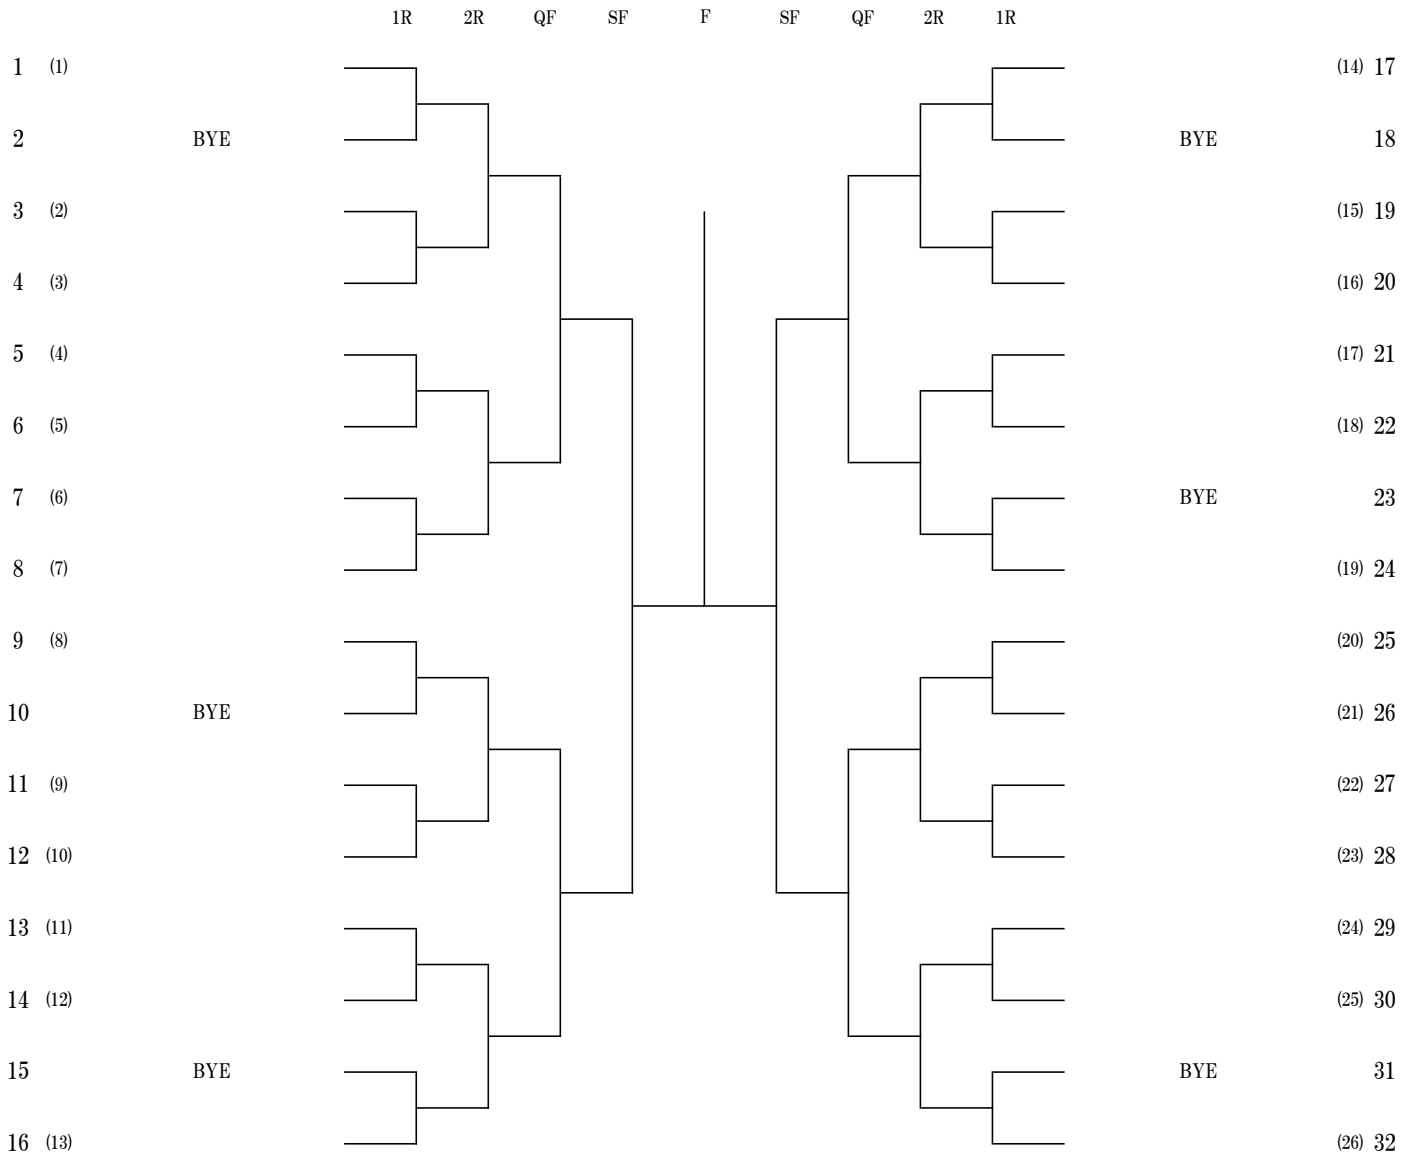 1R 2R QF SF F SF QF 2R 1R
1 (1) (14) 17
2 BYE BYE 18
3 (2) (15) 19
4 (3) (16) 20
5 (4) (17) 21
6 (5) (18) 22
7 (6) BYE 23
8 (7) (19) 24
9 (8) (20) 25
10 BYE (21) 26
11 (9) (22) 27
12 (10) (23) 28
13 (11) (24) 29
14 (12) (25) 30
15 BYE BYE 31
16 (13) (26) 32